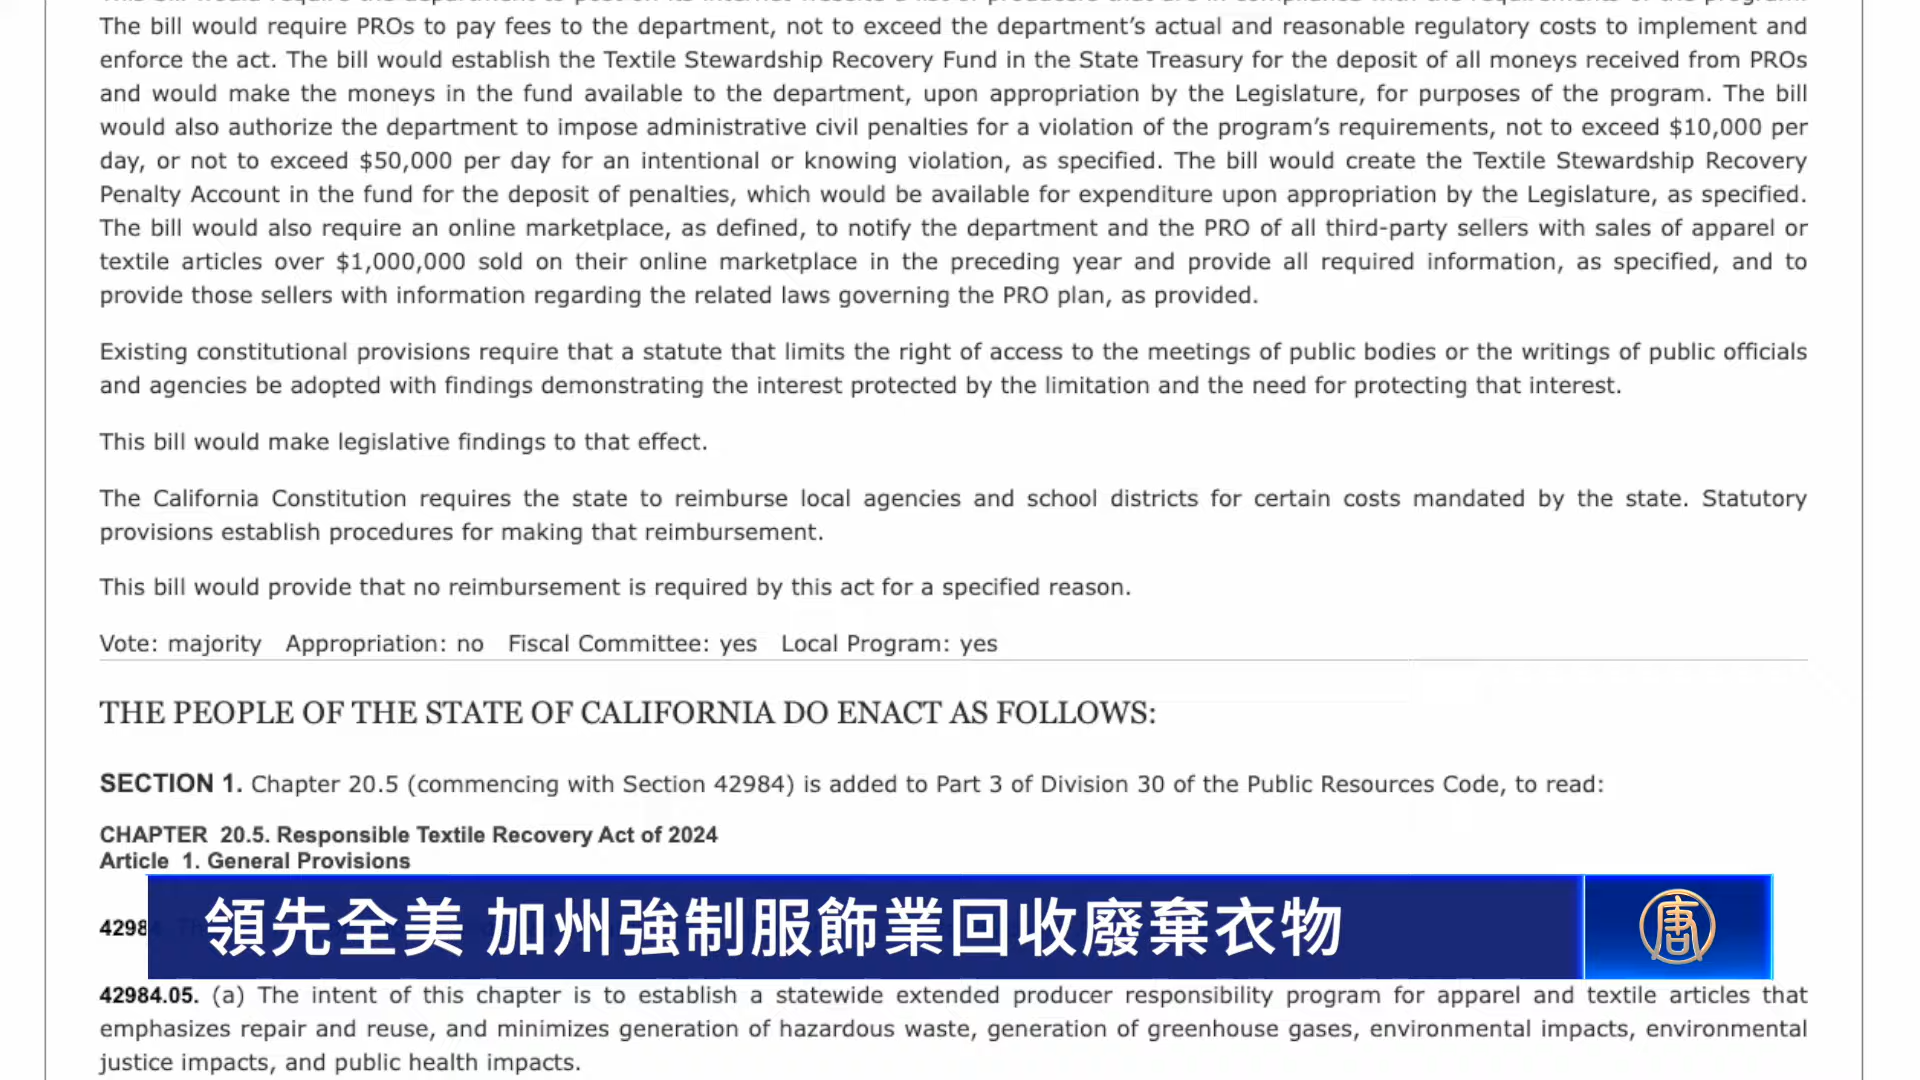 The bill would require PROs to pay fees to the department, not to exceed the department’s actual and reasonable regulatory costs to implement and
enforce the act. The bill would establish the Textile Stewardship Recovery Fund in the State Treasury for the deposit of all moneys received from PROs
and would make the moneys in the fund available to the department, upon appropriation by the Legislature, for purposes of the program. The bill
would also authorize the department to impose administrative civil penalties for a violation of the program’s requirements, not to exceed $10,000 per
day, or not to exceed $50,000 per day for an intentional or knowing violation, as specified. The bill would create the Textile Stewardship Recovery
Penalty Account in the fund for the deposit of penalties, which would be available for expenditure upon appropriation by the Legislature, as specified.
The bill would also require an online marketplace, as defined, to notify the department and the PRO of all third-party sellers with sales of apparel or
textile articles over $1,000,000 sold on their online marketplace in the preceding year and provide all required information, as specified, and to
provide those sellers with information regarding the related laws governing the PRO plan, as provided.
Existing constitutional provisions require that a statute that limits the right of access to the meetings of public bodies or the writings of public officials
and agencies be adopted with findings demonstrating the interest protected by the limitation and the need for protecting that interest.
This bill would make legislative findings to that effect.
The California Constitution requires the state to reimburse local agencies and school districts for certain costs mandated by the state. Statutory
provisions establish procedures for making that reimbursement.
This bill would provide that no reimbursement is required by this act for a specified reason.
Vote: majority Appropriation: no Fiscal Committee: yes Local Program: yes
THE PEOPLE OF THE STATE OF CALIFORNIA DO ENACT AS FOLLOWS:
SECTION 1. Chapter 20.5 (commencing with Section 42984) is added to Part 3 of Division 30 of the Public Resources Code, to read:
CHAPTER 20.5. Responsible Textile Recovery Act of 2024
Article 1. General Provisions
4298
領先全美 加州強制服飾業回收廢棄衣物
唐
42984.05. (a) The intent of this chapter is to establish a statewide extended producer responsibility program for apparel and textile articles that
emphasizes repair and reuse, and minimizes generation of hazardous waste, generation of greenhouse gases, environmental impacts, environmental
justice impacts, and public health impacts.